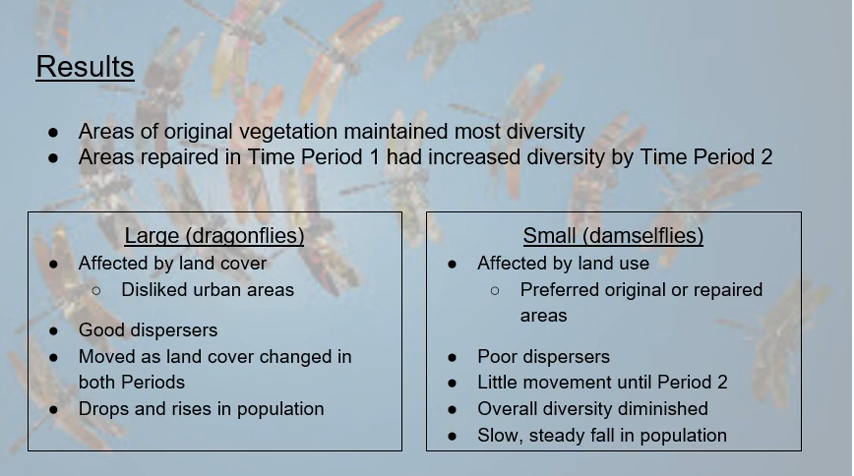 Results
● Areas of original vegetation maintained most diversity
● Areas repaired in Time Period 1 had increased diversity by Time Period 2
Large (dragonflies)
● Affected by land cover
○ Disliked urban areas
● Good dispersers
● Moved as land cover changed in
both Periods
● Drops and rises in population
Small (damselflies)
● Affected by land use
○ Preferred original or repaired
areas
● Poor dispersers
● Little movement until Period 2
● Overall diversity diminished
● Slow, steady fall in population